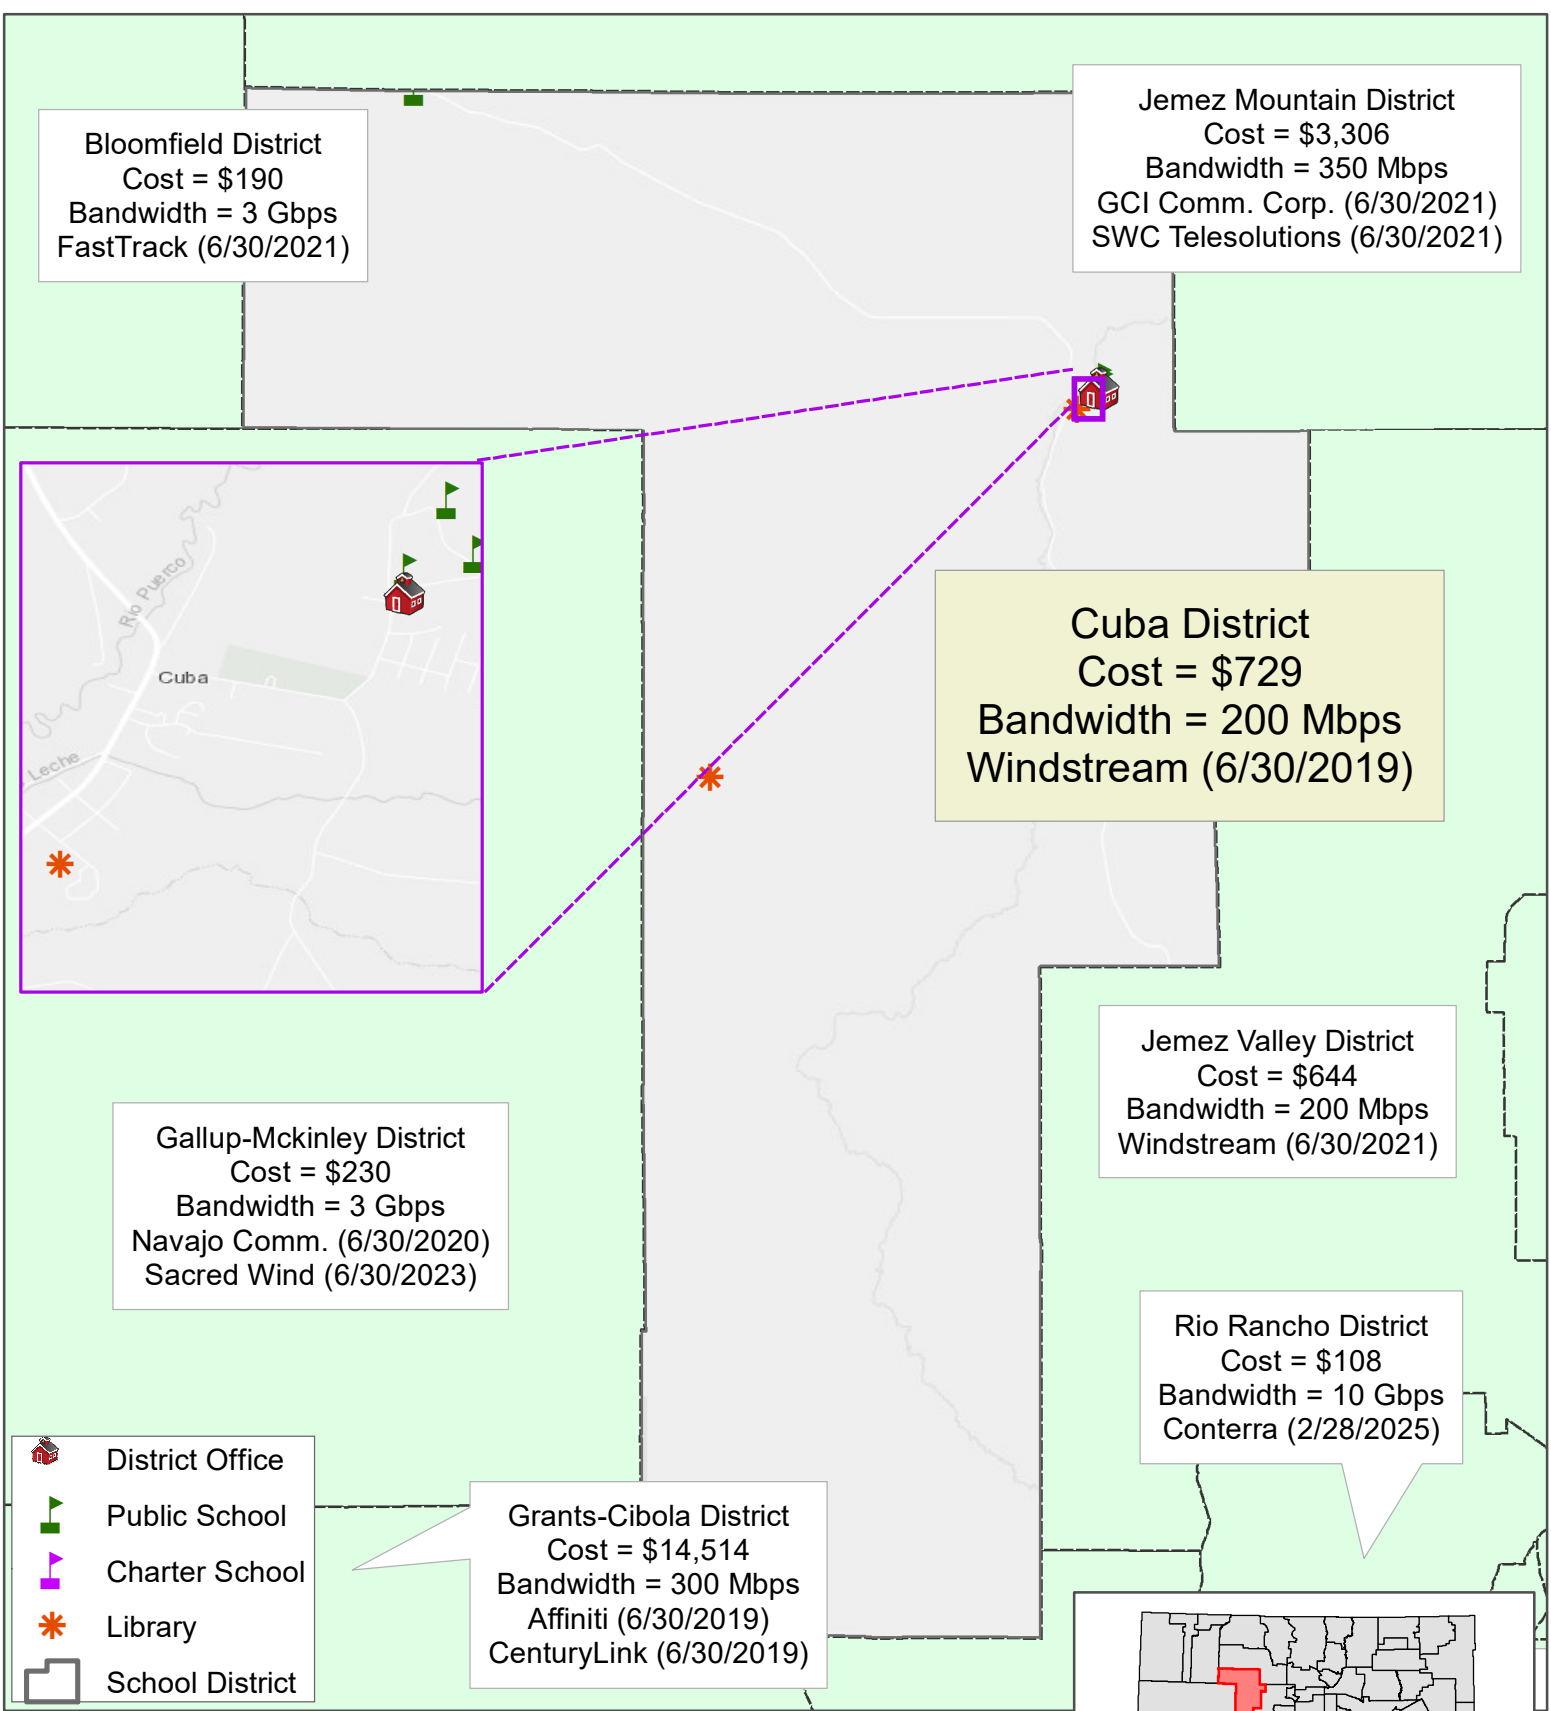 Bloomfield District
Cost = $190
Bandwidth = 3 Gbps
FastTrack (6/30/2021)
Jemez Mountain District
Cost = $3,306
Bandwidth = 350 Mbps
GCI Comm. Corp. (6/30/2021)
SWC Telesolutions (6/30/2021)
Rio Puerco
Cuba
Leche
Cuba District
Cost = $729
Bandwidth = 200 Mbps
Windstream (6/30/2019)
Jemez Valley District
Cost = $644
Bandwidth = 200 Mbps
Windstream (6/30/2021)
Gallup-Mckinley District
Cost = $230
Bandwidth = 3 Gbps
Navajo Comm. (6/30/2020)
Sacred Wind (6/30/2023)
Rio Rancho District
Cost = $108
Bandwidth = 10 Gbps
Conterra (2/28/2025)
District Office
Public School
Charter School
Library
School District
Grants-Cibola District
Cost = $14,514
Bandwidth = 300 Mbps
Affiniti (6/30/2019)
CenturyLink (6/30/2019)